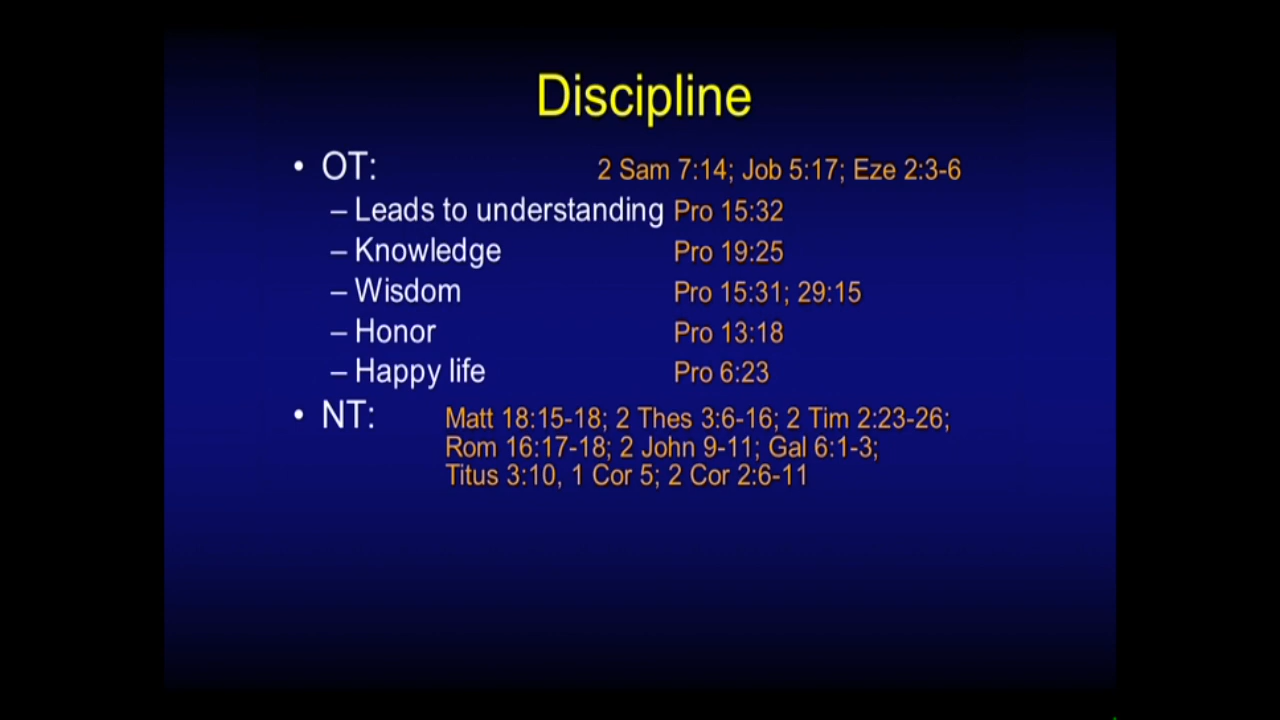 Discipline
• OT: 2 Sam 7:14; Job 5:17; Eze 2:3-6
– Leads to understanding Pro 15:32
– Knowledge Pro 19:25
– Wisdom Pro 15:31; 29:15
– Honor Pro 13:18
– Happy life Pro 6:23
• NT: Matt 18:15-18; 2 Thes 3:6-16; 2 Tim 2:23-26;
Rom 16:17-18; 2 John 9-11; Gal 6:1-3;
Titus 3:10, 1 Cor 5; 2 Cor 2:6-11